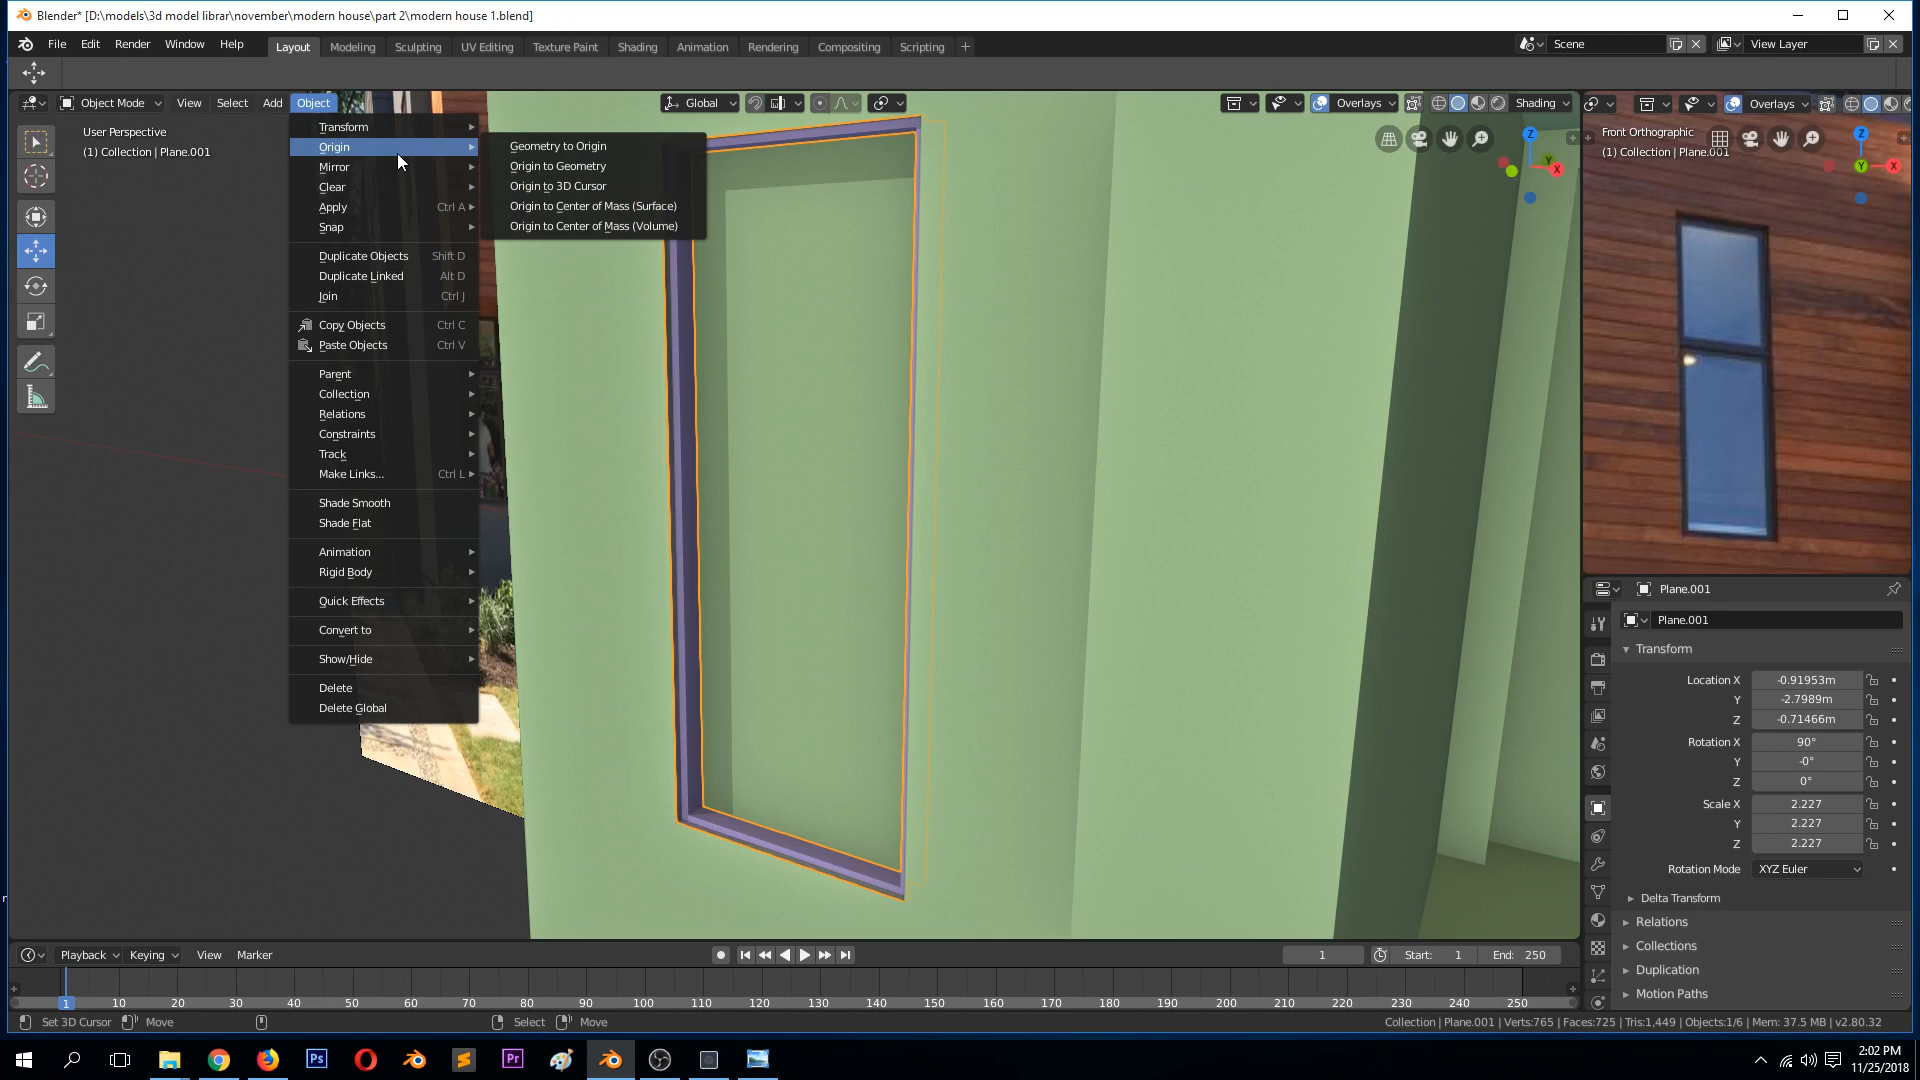 Blender* [D:\models\3d model librar\november\modern house\part 2\modern house 1.blend]
File Edit Render Window Help
Layout Modeling Sculpting UV Editing Texture Paint Shading Animation Rendering Compositing Scripting +
Scene
View Layer
Object Mode View Select Add Object
Global
Overlays
Shading
Overlays
User Perspective
(1) Collection | Plane.001
Transform
Origin
Mirror
Clear
Apply Ctrl A
Snap
Duplicate Objects Shift D
Duplicate Linked Alt D
Join Ctrl J
Copy Objects Ctrl C
Paste Objects Ctrl V
Parent
Collection
Relations
Constraints
Track
Make Links... Ctrl L
Shade Smooth
Shade Flat
Animation
Rigid Body
Quick Effects
Convert to
Show/Hide
Delete
Delete Global
Geometry to Origin
Origin to Geometry
Origin to 3D Cursor
Origin to Center of Mass (Surface)
Origin to Center of Mass (Volume)
Z
Y
X
Front Orthographic
(1) Collection | Plane.001
Z
Y
X
Plane.001
Plane.001
Transform
Location X -0.91953m
Y -2.7989m
Z -0.71466m
Rotation X 90°
Y -0°
Z 0°
Scale X 2.227
Y 2.227
Z 2.227
Rotation Mode XYZ Euler
Delta Transform
Relations
Collections
Duplication
Motion Paths
Playback Keying View Marker
1
Start: 1
End: 250
1 10 20 30 40 50 60 70 80 90 100 110 120 130 140 150 160 170 180 190 200 210 220 230 240 250
Set 3D Cursor Move Select Move
Collection | Plane.001 | Verts:765 | Faces:725 | Tris:1,449 | Objects:1/6 | Mem: 37.5 MB | v2.80.32
Ps
Pr
2:02 PM
11/25/2018